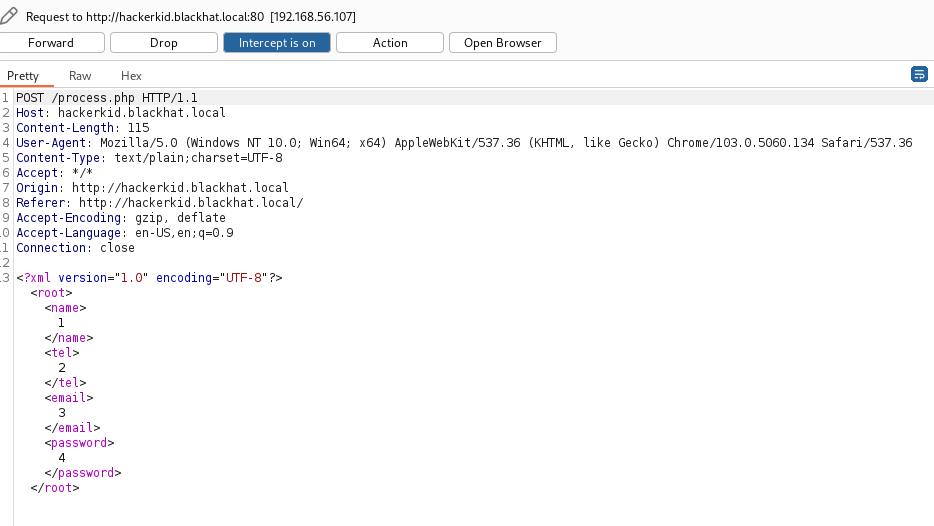 Request to http://hackerkid.blackhat.local:80 [192.168.56.107]
Forward Drop Intercept is on Action Open Browser
Pretty Raw Hex
1 POST /process.php HTTP/1.1
2 Host: hackerkid.blackhat.local
3 Content-Length: 115
4 User-Agent: Mozilla/5.0 (Windows NT 10.0; Win64; x64) AppleWebKit/537.36 (KHTML, like Gecko) Chrome/103.0.5060.134 Safari/537.36
5 Content-Type: text/plain;charset=UTF-8
6 Accept: */*
7 Origin: http://hackerkid.blackhat.local
8 Referer: http://hackerkid.blackhat.local/
9 Accept-Encoding: gzip, deflate
0 Accept-Language: en-US,en;q=0.9
1 Connection: close
2
3 <?xml version="1.0" encoding="UTF-8"?>
<root>
<name>
1
</name>
<tel>
2
</tel>
<email>
3
</email>
<password>
4
</password>
</root>